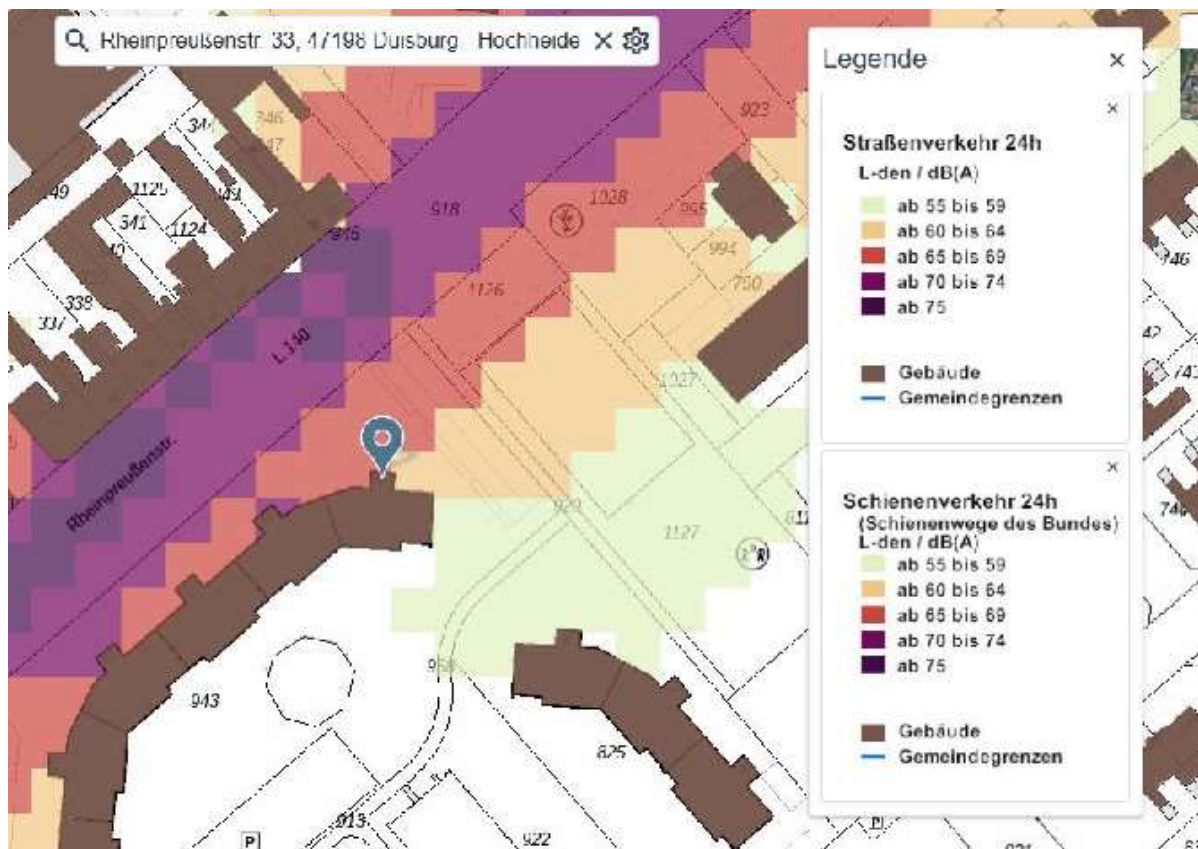 Rheinpreußenstr. 33, 47198 Duisburg Hochheide
Legende
Straßenverkehr 24h
L-den / dB(A)
ab 55 bis 59
ab 60 bis 64
ab 65 bis 69
ab 70 bis 74
ab 75
Gebäude
Gemeindegrenzen
Schienenverkehr 24h
(Schienenwege des Bundes)
L-den / dB(A)
ab 55 bis 59
ab 60 bis 64
ab 65 bis 69
ab 70 bis 74
ab 75
Gebäude
Gemeindegrenzen
923
346
1125
341
1124
918
1028
995
994
338
337
1126
L 140
1027
Rheinpreußenstr.
929
1127
943
825
913
922
P
P
746